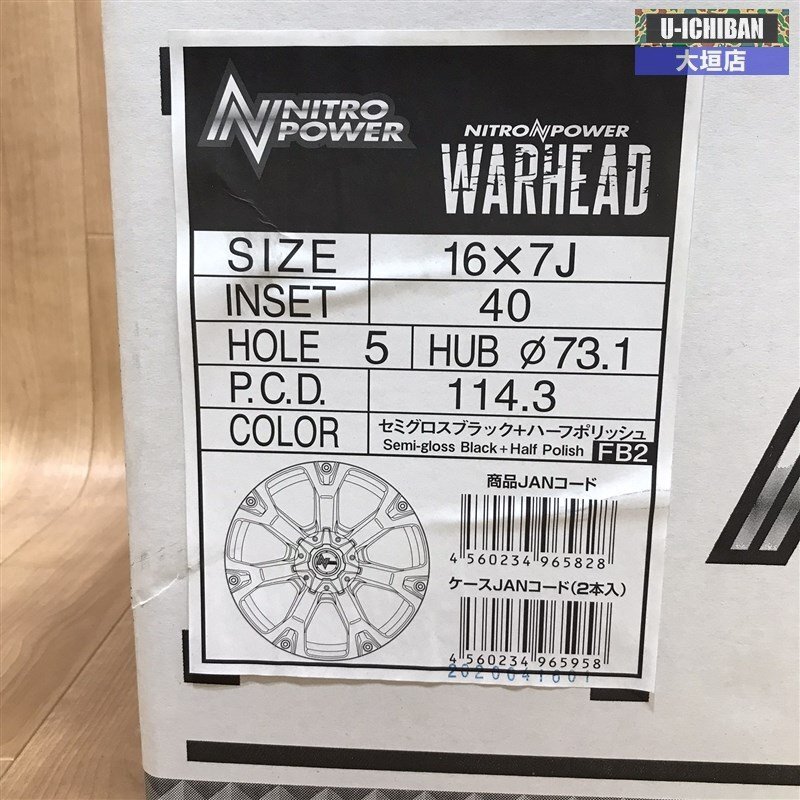 U-ICHIBAN
大垣店
NITRO POWER
NITRO POWER
WARHEAD
SIZE 16×7J
INSET 40
HOLE 5 HUB φ73.1
P.C.D. 114.3
COLOR セミグロスブラック+ハーフポリッシュ
Semi-gloss Black+Half Polish FB2
商品JANコード
4 560234 965828
ケースJANコード(2本入)
4 560234 965958